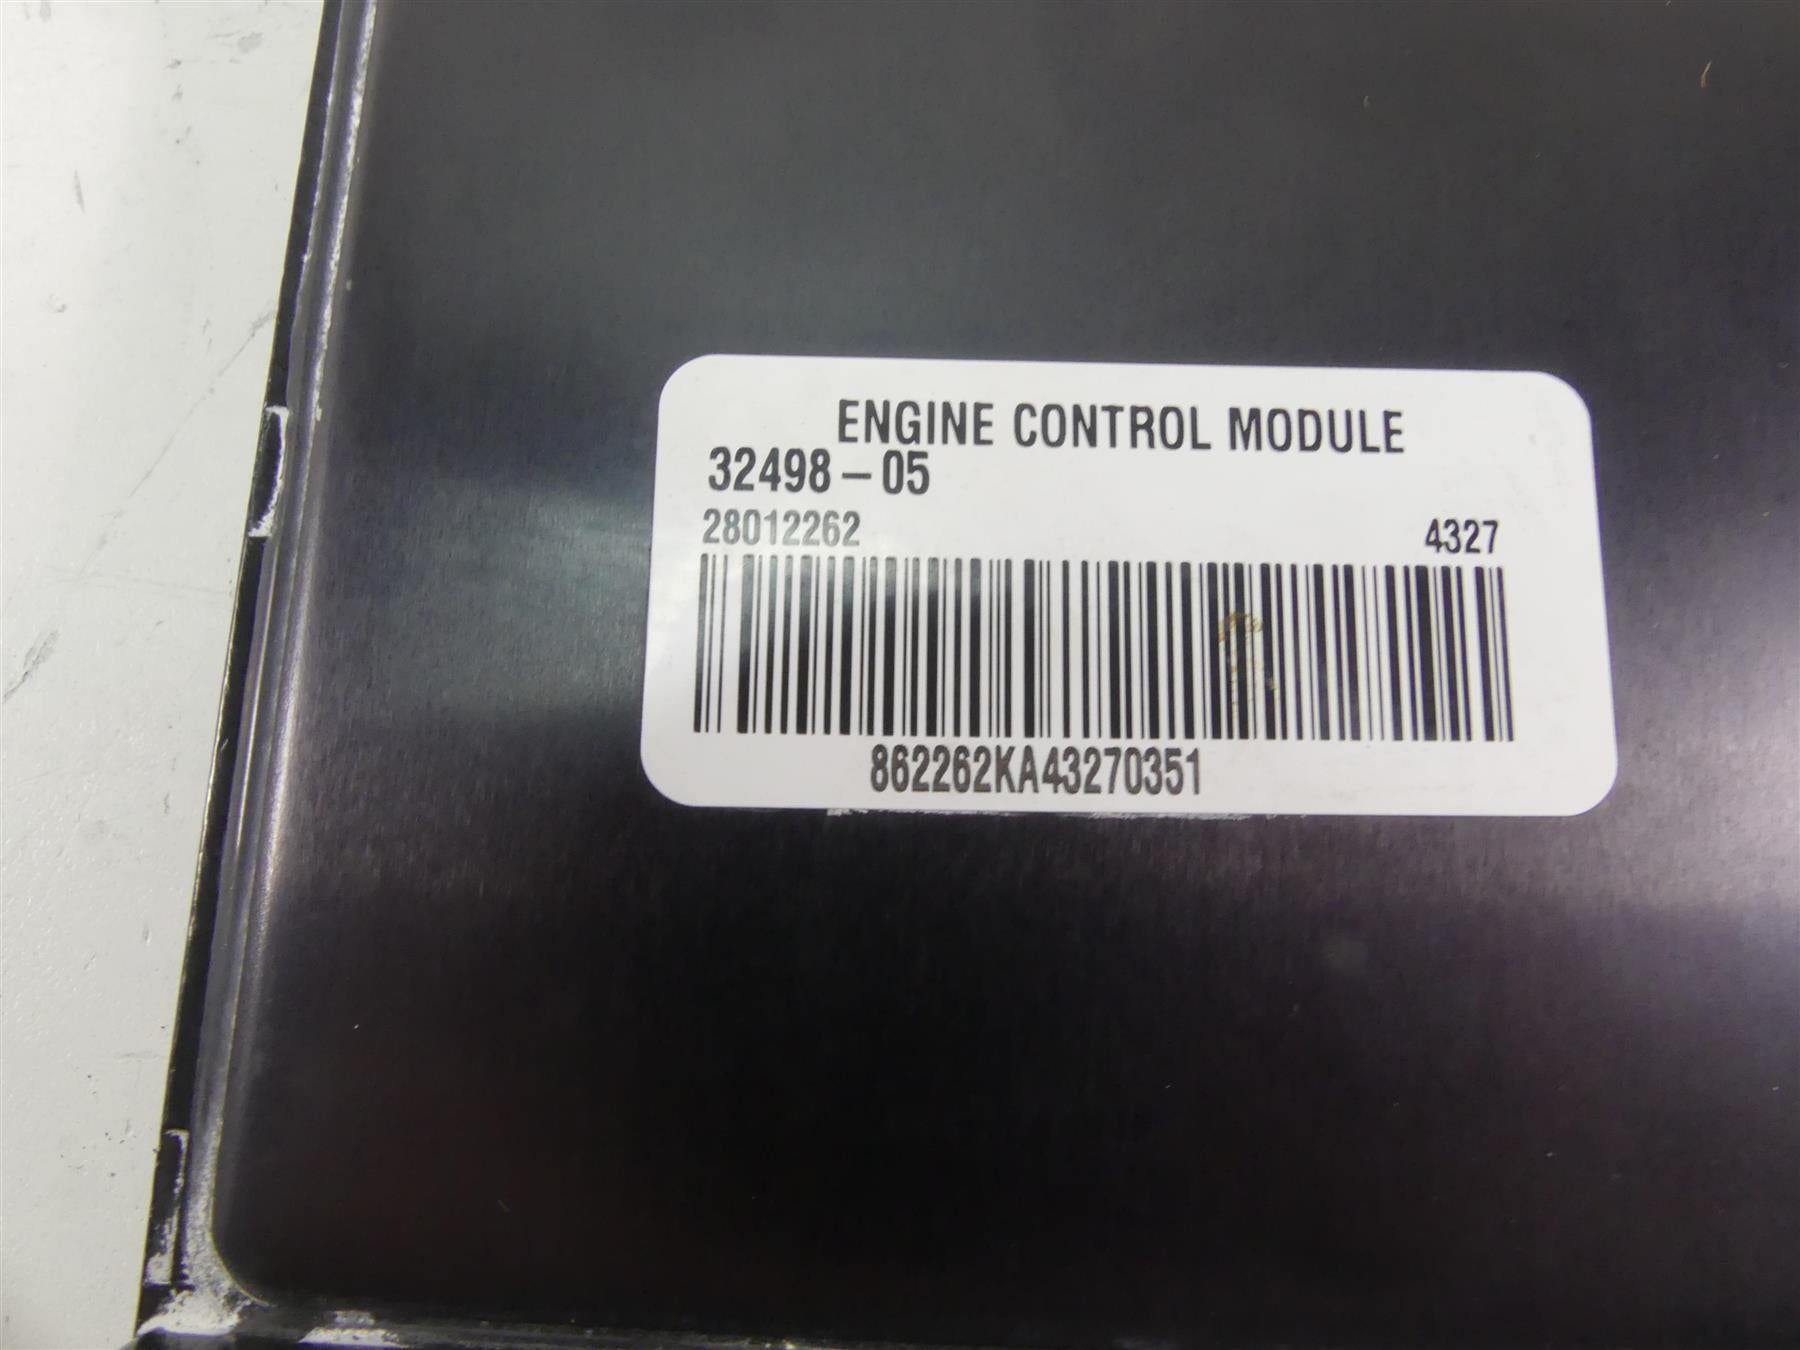 ENGINE CONTROL MODULE
32498-05
28012262 4327
862262KA43270351